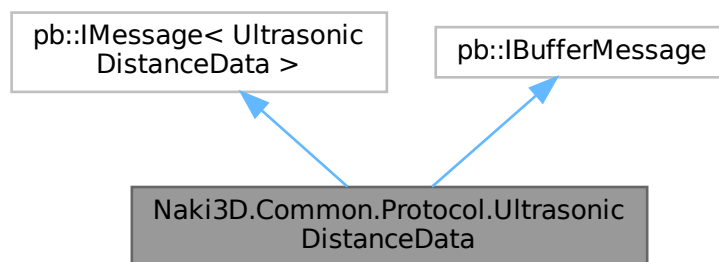 pb::IMessage< Ultrasonic
DistanceData >
pb::IBufferMessage
Naki3D.Common.Protocol.Ultrasonic
DistanceData